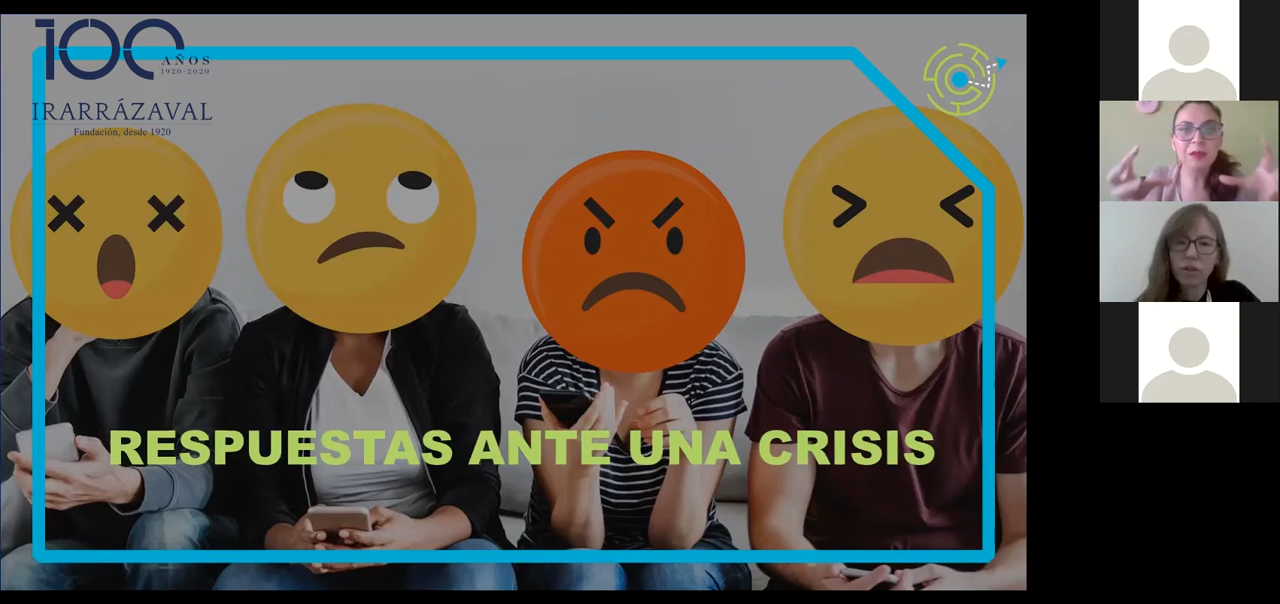 100
AÑOS
1920-2020
IRARRÁZAVAL
Fundación, desde 1920
RESPUESTAS ANTE UNA CRISIS